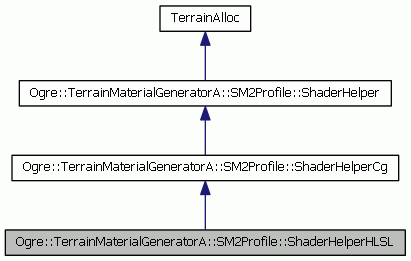 TerrainAlloc
Ogre::TerrainMaterialGeneratorA::SM2Profile::ShaderHelper
Ogre::TerrainMaterialGeneratorA::SM2Profile::ShaderHelperCg
Ogre::TerrainMaterialGeneratorA::SM2Profile::ShaderHelperHLSL